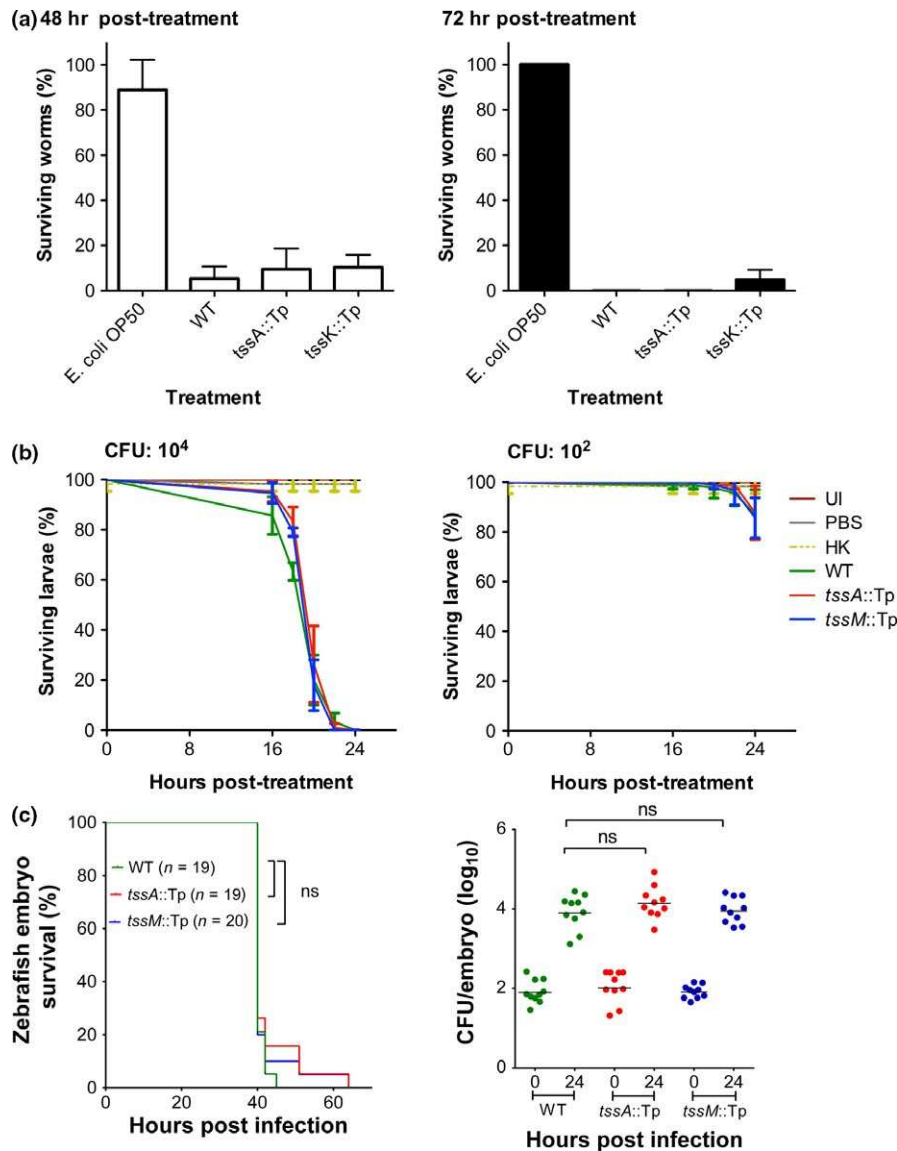 (a) 48 hr post-treatment
Surviving worms (%)
100
80
60
40
20
0
E. coli OP50
WT
tssA::Tp
tssK::Tp
Treatment
72 hr post-treatment
Surviving worms (%)
100
80
60
40
20
0
E. coli OP50
WT
tssA::Tp
tssK::Tp
Treatment
(b)
CFU: 10⁴
Surviving larvae (%)
100
80
60
40
20
0
0 8 16 24
Hours post-treatment
CFU: 10²
Surviving larvae (%)
100
80
60
40
20
0
0 8 16 24
Hours post-treatment
UI
PBS
HK
WT
tssA::Tp
tssM::Tp
(c)
Zebrafish embryo
survival (%)
100
80
60
40
20
0
0 20 40 60
Hours post infection
WT (n = 19)
tssA::Tp (n = 19)
tssM::Tp (n = 20)
ns
CFU/embryo (log₁₀)
6
4
2
0
ns
ns
0 24 0 24 0 24
WT tssA::Tp tssM::Tp
Hours post infection